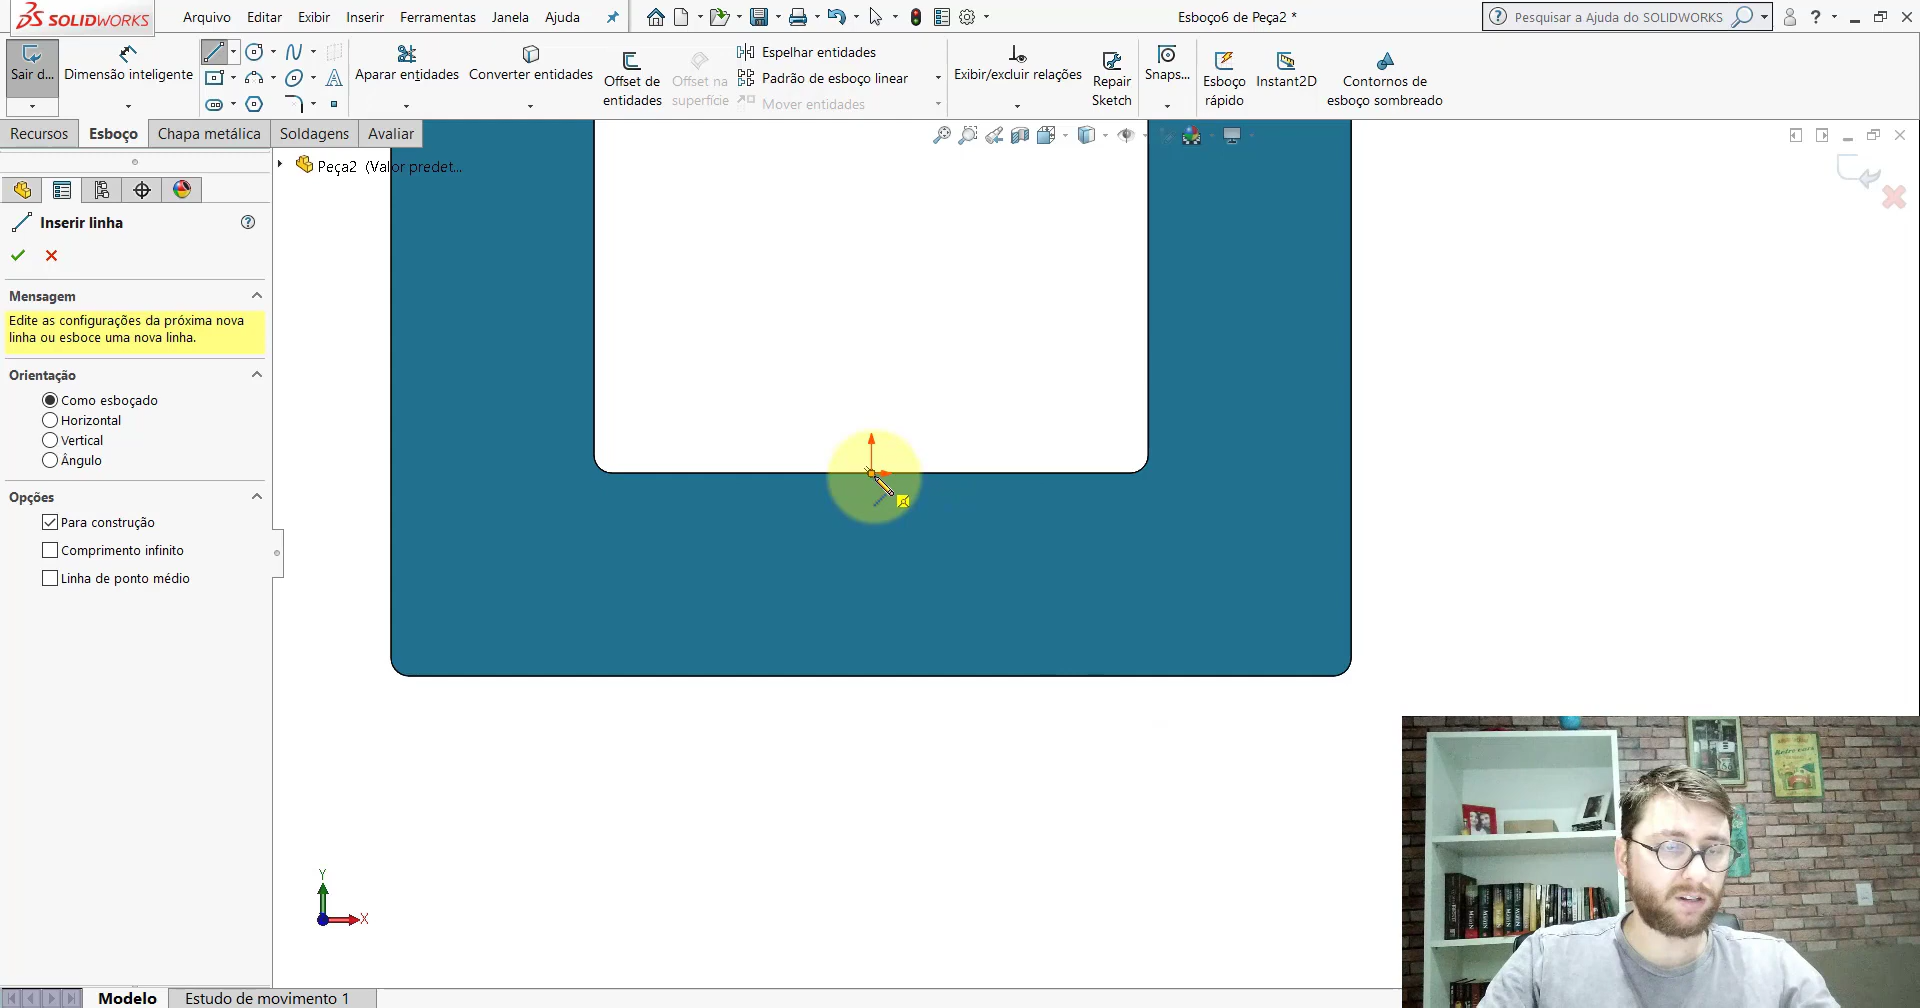 SOLIDWORKS
Arquivo Editar Exibir Inserir Ferramentas Janela Ajuda
Esboço6 de Peça2 *
Pesquisar a Ajuda do SOLIDWORKS
Sair d...
Dimensão inteligente
Aparar entidades
Converter entidades
Offset de entidades
Offset na superfície
Espelhar entidades
Padrão de esboço linear
Mover entidades
Exibir/excluir relações
Repair Sketch
Snaps...
Esboço rápido
Instant2D
Contornos de esboço sombreado
Recursos Esboço Chapa metálica Soldagens Avaliar
Peça2 (Valor predet...
Inserir linha
Mensagem
Edite as configurações da próxima nova
linha ou esboce uma nova linha.
Orientação
Como esboçado
Horizontal
Vertical
Ângulo
Opções
Para construção
Comprimento infinito
Linha de ponto médio
Y
X
Modelo Estudo de movimento 1